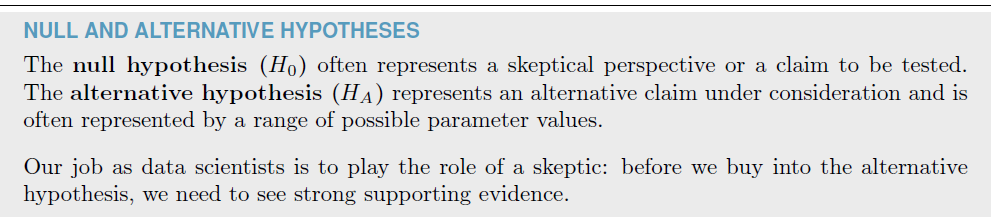 NULL AND ALTERNATIVE HYPOTHESES
The null hypothesis (H₀) often represents a skeptical perspective or a claim to be tested.
The alternative hypothesis (H_A) represents an alternative claim under consideration and is
often represented by a range of possible parameter values.
Our job as data scientists is to play the role of a skeptic: before we buy into the alternative
hypothesis, we need to see strong supporting evidence.